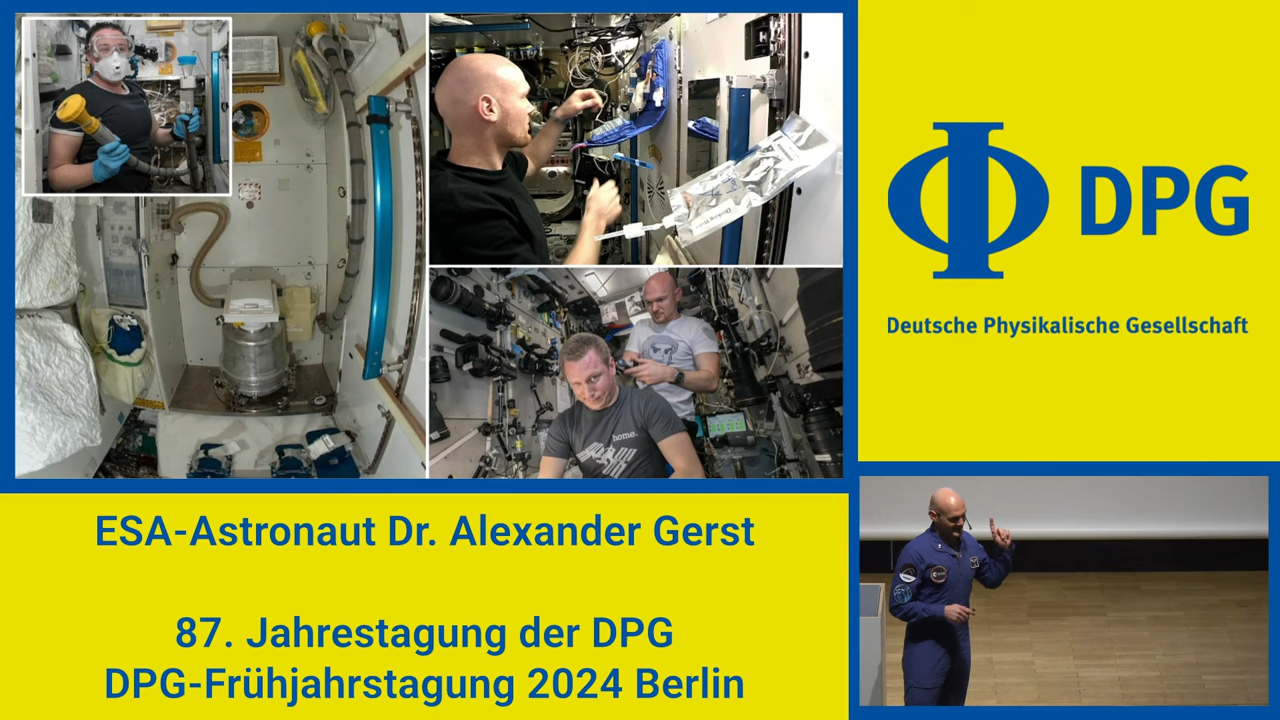 DPG
Deutsche Physikalische Gesellschaft
home.
ESA-Astronaut Dr. Alexander Gerst
87. Jahrestagung der DPG
DPG-Frühjahrstagung 2024 Berlin